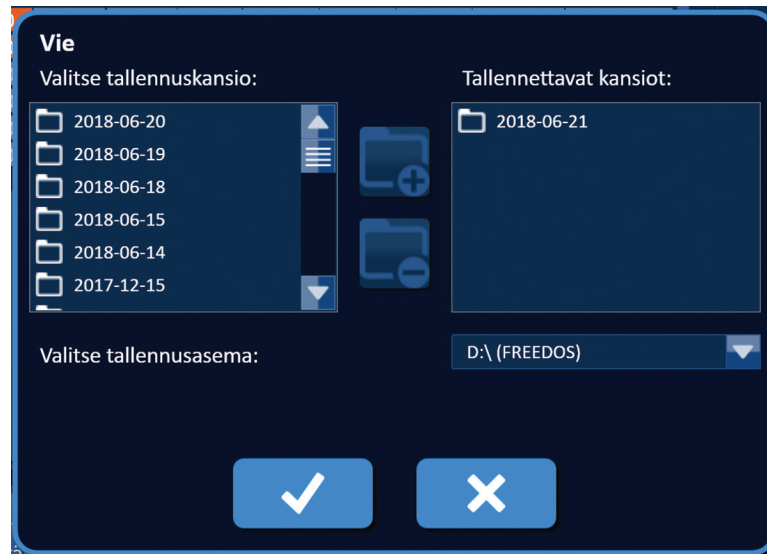 Vie
Valitse tallennuskansio:
2018-06-20
2018-06-19
2018-06-18
2018-06-15
2018-06-14
2017-12-15
Tallennettavat kansiot:
2018-06-21
Valitse tallennusasema:
D:\ (FREEDOS)